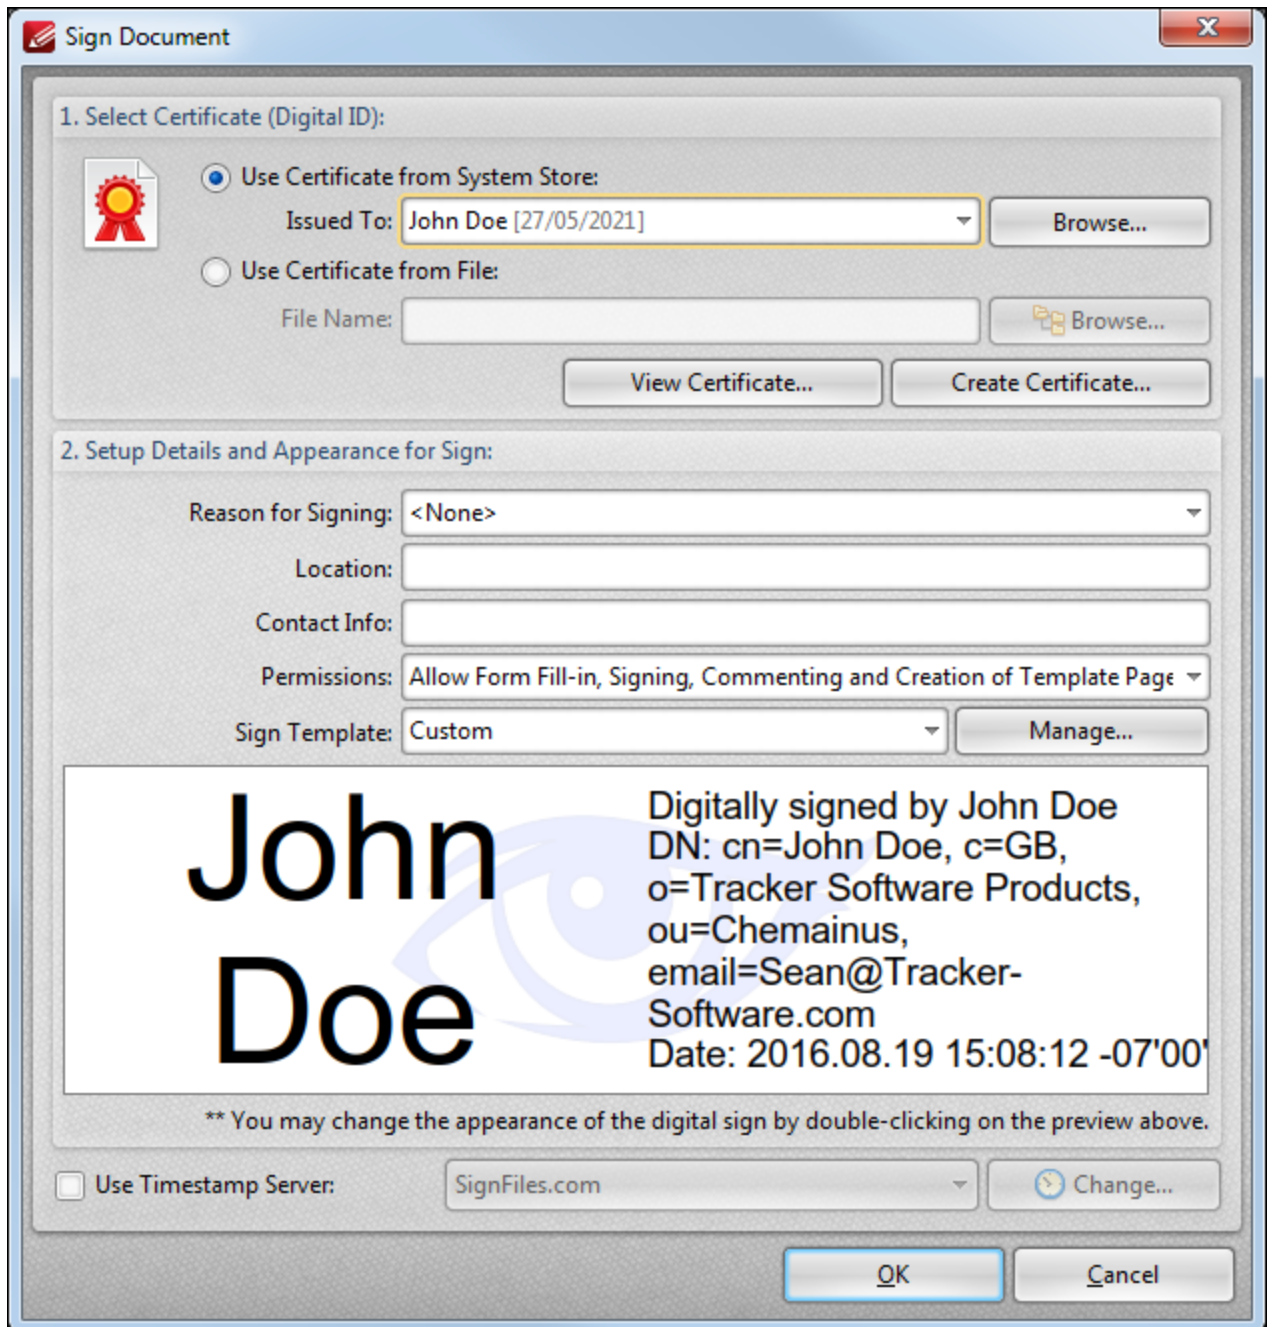 Sign Document
1. Select Certificate (Digital ID):
Use Certificate from System Store:
Issued To: John Doe [27/05/2021] Browse...
Use Certificate from File:
File Name: Browse...
View Certificate... Create Certificate...
2. Setup Details and Appearance for Sign:
Reason for Signing: <None>
Location:
Contact Info:
Permissions: Allow Form Fill-in, Signing, Commenting and Creation of Template Page
Sign Template: Custom Manage...
John
Doe
Digitally signed by John Doe
DN: cn=John Doe, c=GB,
o=Tracker Software Products,
ou=Chemainus,
email=Sean@Tracker-
Software.com
Date: 2016.08.19 15:08:12 -07'00'
** You may change the appearance of the digital sign by double-clicking on the preview above.
Use Timestamp Server: SignFiles.com Change...
OK Cancel